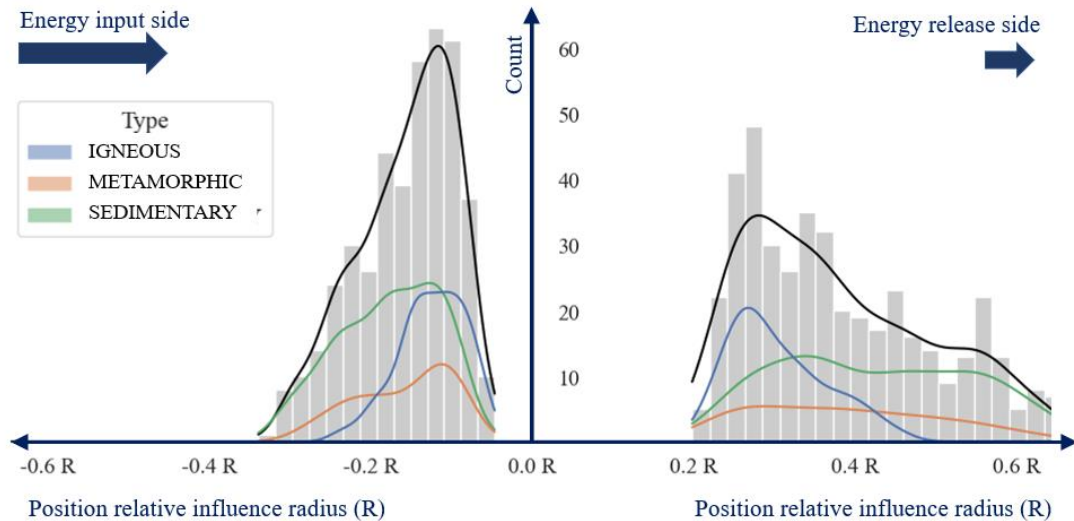 Energy input side
Energy release side
Count
60
50
40
30
20
10
Type
IGNEOUS
METAMORPHIC
SEDIMENTARY
-0.6 R
-0.4 R
-0.2 R
0.0 R
0.2 R
0.4 R
0.6 R
Position relative influence radius (R)
Position relative influence radius (R)